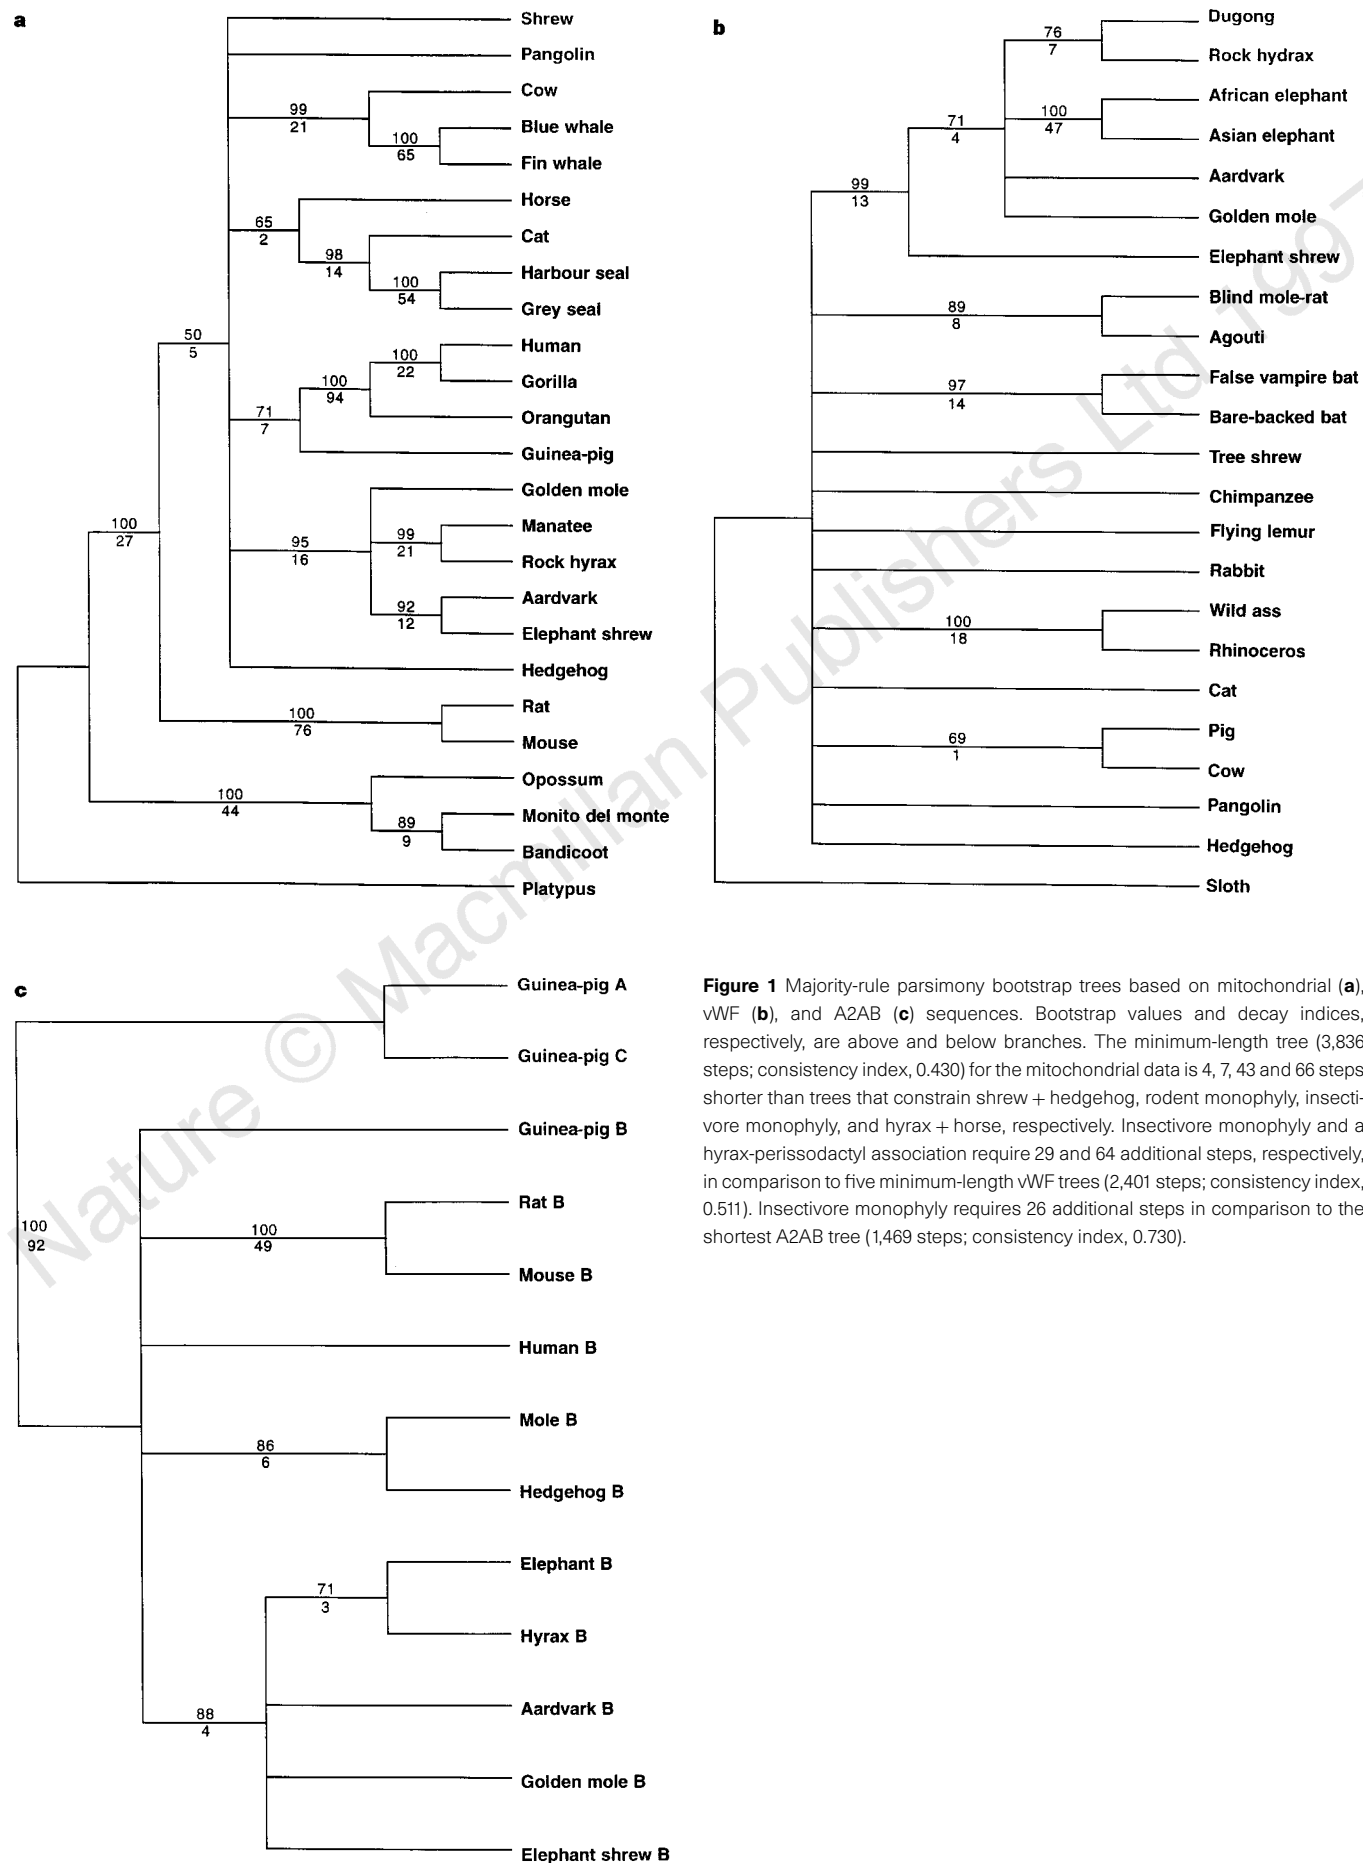 a
Shrew
Pangolin
Cow
99
21
Blue whale
100
65
Fin whale
Horse
65
2
Cat
98
14
Harbour seal
100
54
Grey seal
50
5
Human
100
22
Gorilla
100
94
Orangutan
71
7
Guinea-pig
Golden mole
Manatee
99
21
95
16
Rock hyrax
100
27
Aardvark
92
12
Elephant shrew
Hedgehog
Rat
100
76
Mouse
Opossum
100
44
Monito del monte
89
9
Bandicoot
Platypus
b
Dugong
76
7
Rock hydrax
African elephant
100
47
71
4
Asian elephant
Aardvark
99
13
Golden mole
Elephant shrew
Blind mole-rat
89
8
Agouti
False vampire bat
97
14
Bare-backed bat
Tree shrew
Chimpanzee
Flying lemur
Rabbit
Wild ass
100
18
Rhinoceros
Cat
Pig
69
1
Cow
Pangolin
Hedgehog
Sloth
c
Guinea-pig A
Guinea-pig C
Guinea-pig B
Rat B
100
92
100
49
Mouse B
Human B
Mole B
86
6
Hedgehog B
Elephant B
71
3
Hyrax B
Aardvark B
88
4
Golden mole B
Elephant shrew B
Figure 1 Majority-rule parsimony bootstrap trees based on mitochondrial (a),
vWF (b), and A2AB (c) sequences. Bootstrap values and decay indices,
respectively, are above and below branches. The minimum-length tree (3,836
steps; consistency index, 0.430) for the mitochondrial data is 4, 7, 43 and 66 steps
shorter than trees that constrain shrew + hedgehog, rodent monophyly, insecti-
vore monophyly, and hyrax + horse, respectively. Insectivore monophyly and a
hyrax-perissodactyl association require 29 and 64 additional steps, respectively,
in comparison to five minimum-length vWF trees (2,401 steps; consistency index,
0.511). Insectivore monophyly requires 26 additional steps in comparison to the
shortest A2AB tree (1,469 steps; consistency index, 0.730).
Nature © Macmillan Publishers Ltd 1997